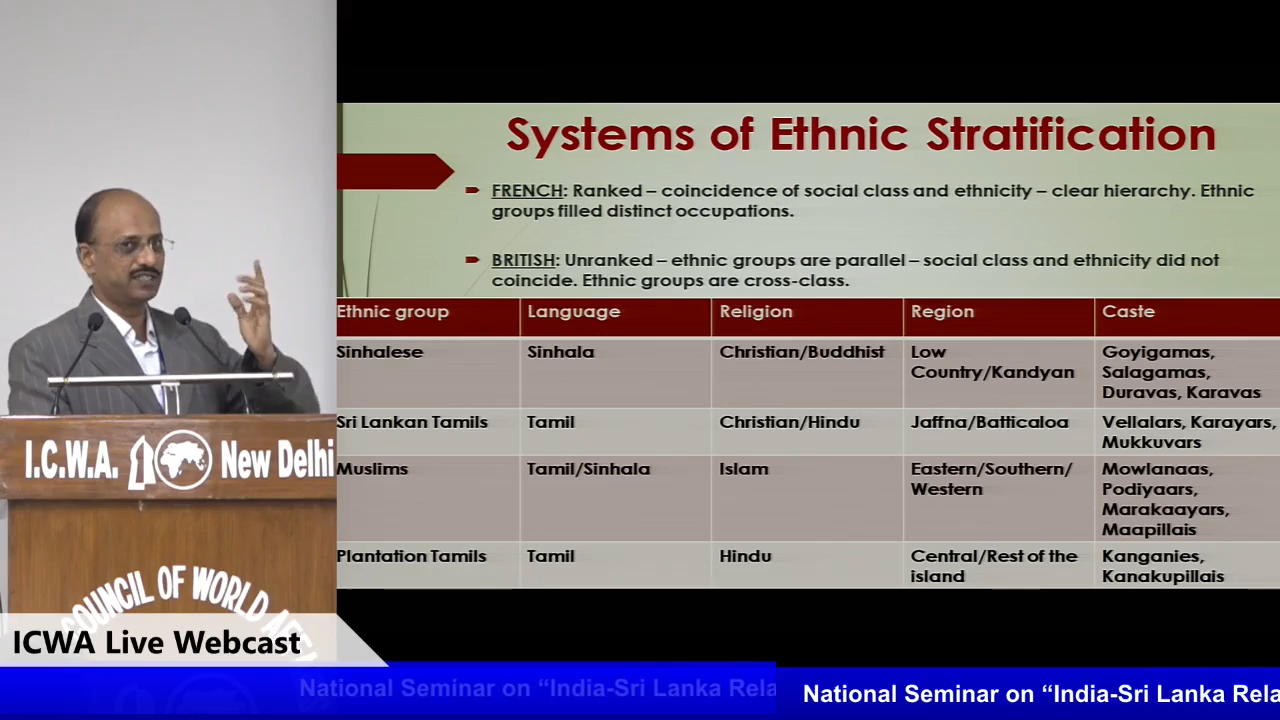 Systems of Ethnic Stratification
FRENCH: Ranked – coincidence of social class and ethnicity – clear hierarchy. Ethnic
groups filled distinct occupations.
BRITISH: Unranked – ethnic groups are parallel – social class and ethnicity did not
coincide. Ethnic groups are cross-class.
Ethnic group Language Religion Region Caste
Sinhalese Sinhala Christian/Buddhist Low
Country/Kandyan Goyigamas,
Salagamas,
Duravas, Karavas
Sri Lankan Tamils Tamil Christian/Hindu Jaffna/Batticaloa Vellalars, Karayars,
Mukkuvars
Muslims Tamil/Sinhala Islam Eastern/Southern/
Western Mowlanaas,
Podiyaars,
Marakaayars,
Maapillais
Plantation Tamils Tamil Hindu Central/Rest of the
island Kanganies,
Kanakupillais
I.C.W.A. New Delhi
COUNCIL OF WORLD
ICWA Live Webcast
National Seminar on “India-Sri Lanka Rela
National Seminar on “India-Sri Lanka Rela